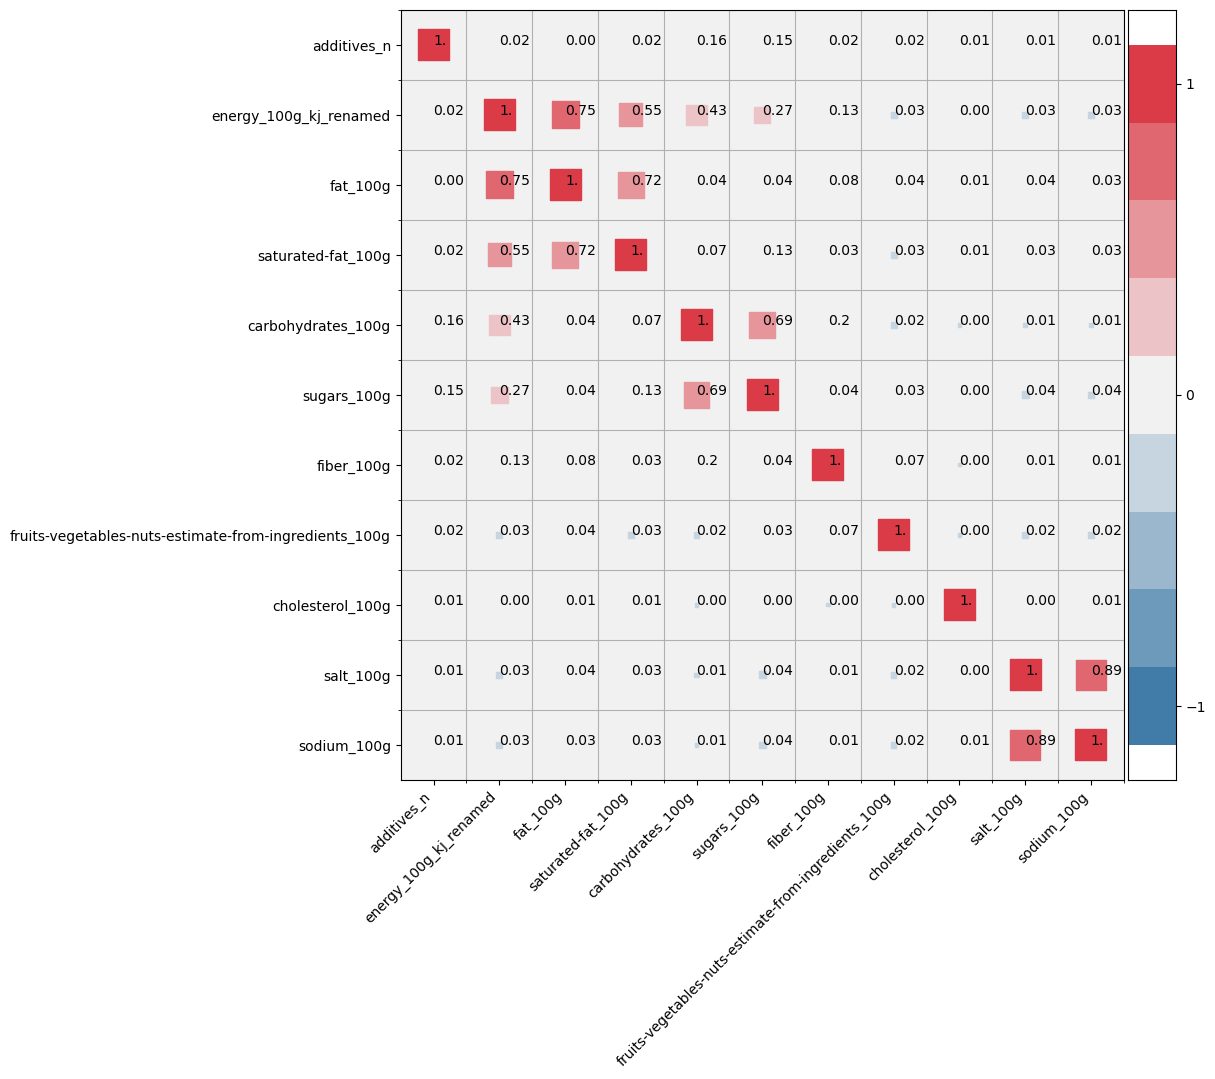 additives_n 1. 0.02 0.00 0.02 0.16 0.15 0.02 0.02 0.01 0.01 0.01
1
energy_100g_kj_renamed 0.02 1. 0.75 0.55 0.43 0.27 0.13 0.03 0.00 0.03 0.03
fat_100g 0.00 0.75 1. 0.72 0.04 0.04 0.08 0.04 0.01 0.04 0.03
saturated-fat_100g 0.02 0.55 0.72 1. 0.07 0.13 0.03 0.03 0.01 0.03 0.03
carbohydrates_100g 0.16 0.43 0.04 0.07 1. 0.69 0.2 0.02 0.00 0.01 0.01
sugars_100g 0.15 0.27 0.04 0.13 0.69 1. 0.04 0.03 0.00 0.04 0.04
0
fiber_100g 0.02 0.13 0.08 0.03 0.2 0.04 1. 0.07 0.00 0.01 0.01
fruits-vegetables-nuts-estimate-from-ingredients_100g 0.02 0.03 0.04 0.03 0.02 0.03 0.07 1. 0.00 0.02 0.02
cholesterol_100g 0.01 0.00 0.01 0.01 0.00 0.00 0.00 0.00 1. 0.00 0.01
salt_100g 0.01 0.03 0.04 0.03 0.01 0.04 0.01 0.02 0.00 1. 0.89
−1
sodium_100g 0.01 0.03 0.03 0.03 0.01 0.04 0.01 0.02 0.01 0.89 1.
additives_n
energy_100g_kj_renamed
fat_100g
saturated-fat_100g
carbohydrates_100g
sugars_100g
fiber_100g
fruits-vegetables-nuts-estimate-from-ingredients_100g
cholesterol_100g
salt_100g
sodium_100g